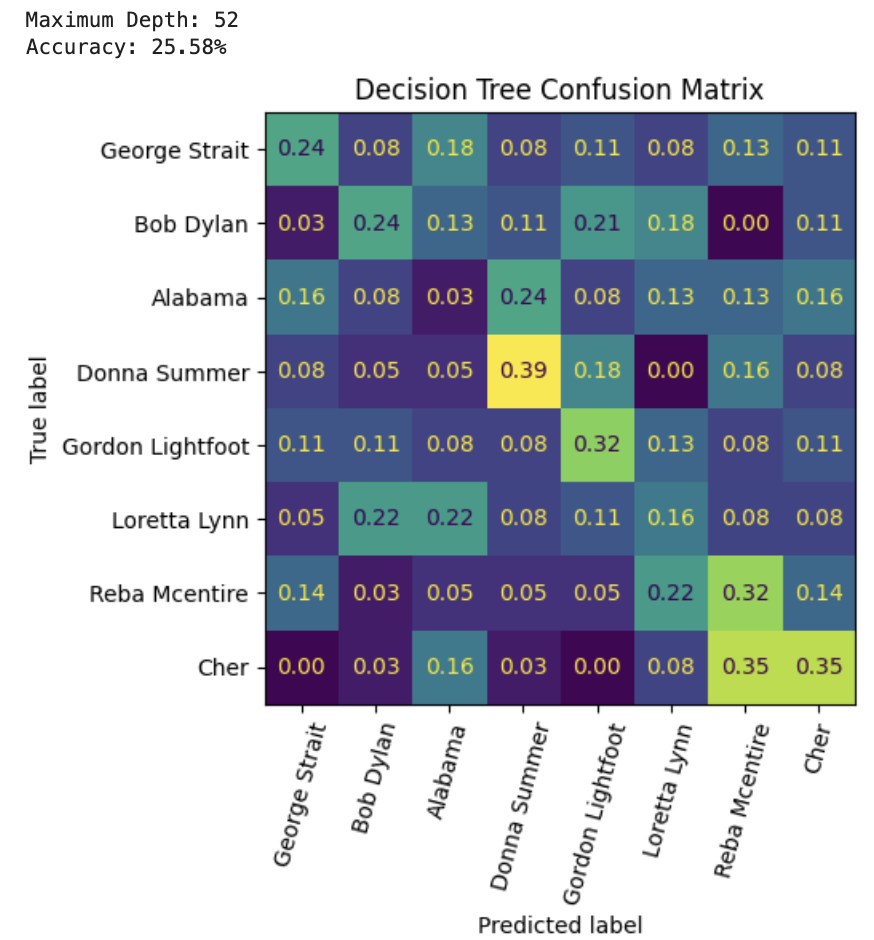 Maximum Depth: 52
Accuracy: 25.58%
Decision Tree Confusion Matrix
True label
George Strait 0.24 0.08 0.18 0.08 0.11 0.08 0.13 0.11
Bob Dylan 0.03 0.24 0.13 0.11 0.21 0.18 0.00 0.11
Alabama 0.16 0.08 0.03 0.24 0.08 0.13 0.13 0.16
Donna Summer 0.08 0.05 0.05 0.39 0.18 0.00 0.16 0.08
Gordon Lightfoot 0.11 0.11 0.08 0.08 0.32 0.13 0.08 0.11
Loretta Lynn 0.05 0.22 0.22 0.08 0.11 0.16 0.08 0.08
Reba Mcentire 0.14 0.03 0.05 0.05 0.05 0.22 0.32 0.14
Cher 0.00 0.03 0.16 0.03 0.00 0.08 0.35 0.35
George Strait
Bob Dylan
Alabama
Donna Summer
Gordon Lightfoot
Loretta Lynn
Reba Mcentire
Cher
Predicted label